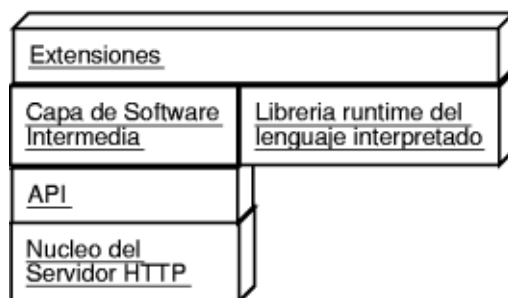 Extensiones
Capa de Software
Intermedia
Libreria runtime del
lenguaje interpretado
API
Nucleo del
Servidor HTTP